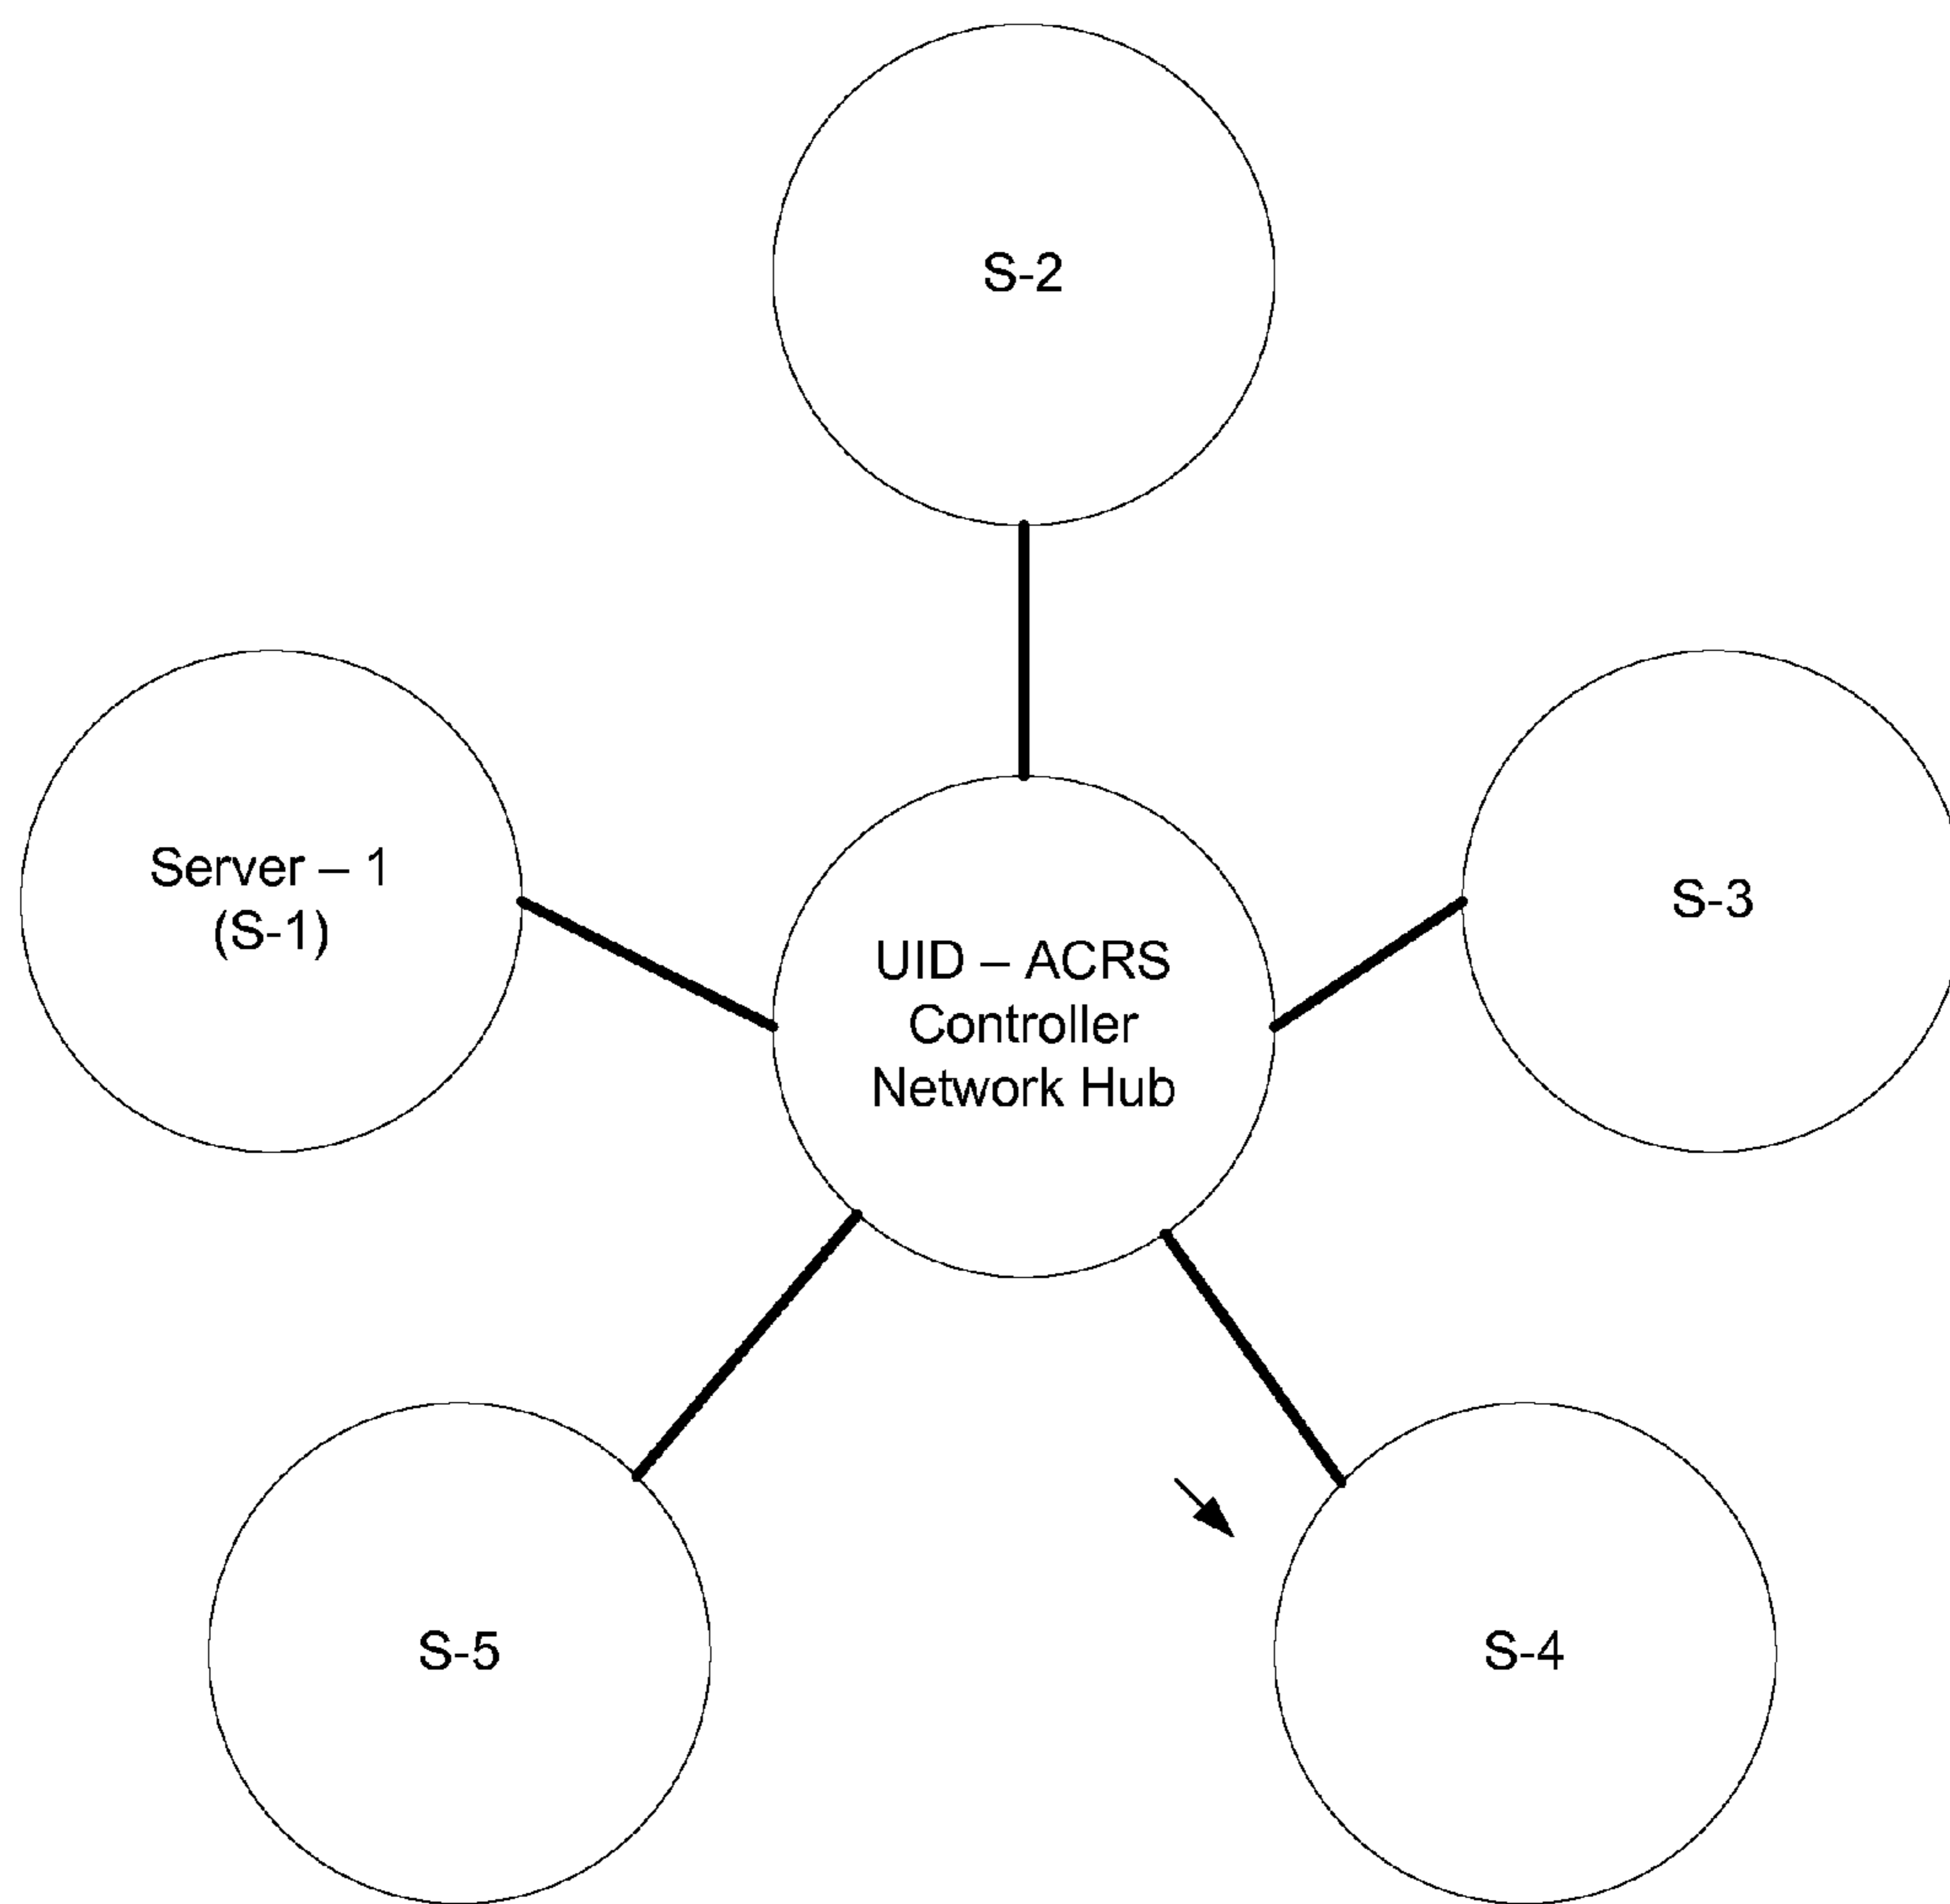 S-2
Server – 1
(S-1)
S-3
UID – ACRS
Controller
Network Hub
S-5
S-4